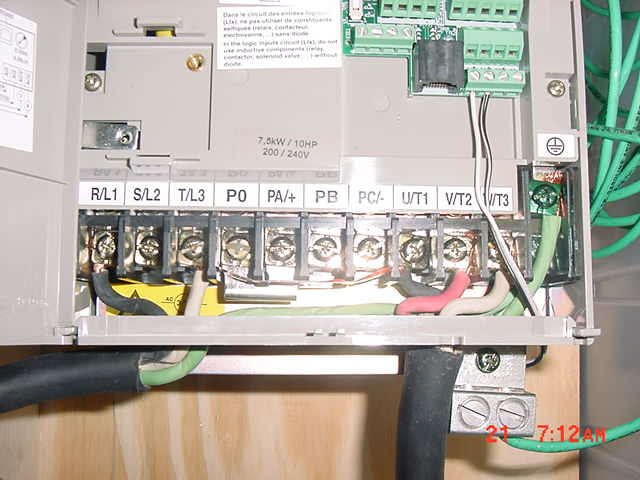 Dans le circuit des entrées logiques
(LIx), ne pas utiliser de constituants
selfiques (relais, contacteur,
électrovanne, ...) sans diode.
In the logic inputs circuit (LIx), do not
use inductive components (relay,
contactor, solenoid valve, ...) without
diode.
7,5kW / 10HP
200 / 240V
R/L1 S/L2 T/L3 P0 PA/+ PB PC/- U/T1 V/T2 W/T3
AC
21 7:12AM